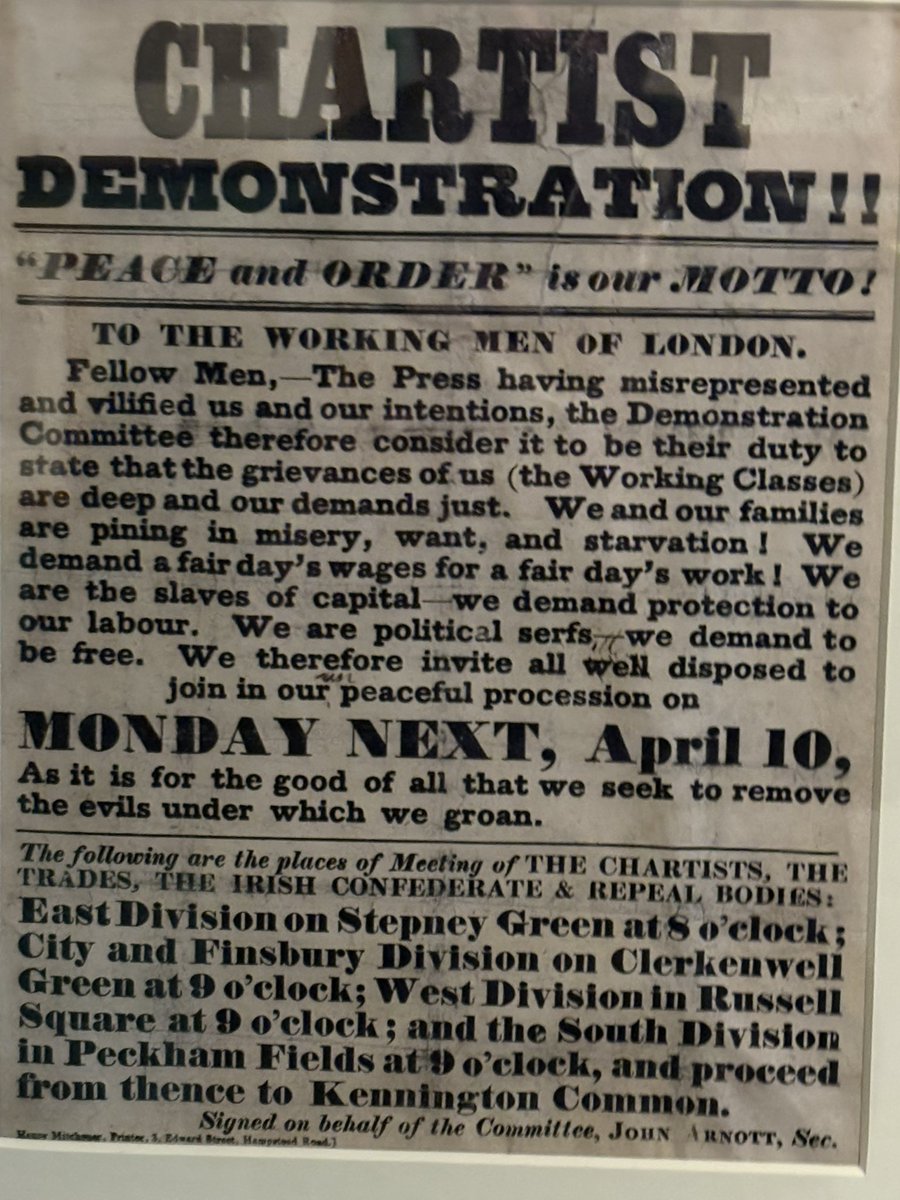 CHARTIST
DEMONSTRATION!!
"PEACE and ORDER" is our MOTTO!
TO THE WORKING MEN OF LONDON.
Fellow Men,—The Press having misrepresented
and vilified us and our intentions, the Demonstration
Committee therefore consider it to be their duty to
state that the grievances of us (the Working Classes)
are deep and our demands just. We and our families
are pining in misery, want, and starvation! We
demand a fair day's wages for a fair day's work! We
are the slaves of capital—we demand protection to
our labour. We are political serfs,—we demand to
be free. We therefore invite all well disposed to
join in our peaceful procession on
MONDAY NEXT, April 10,
As it is for the good of all that we seek to remove
the evils under which we groan.
The following are the places of Meeting of THE CHARTISTS, THE
TRADES, THE IRISH CONFEDERATE & REPEAL BODIES:
East Division on Stepney Green at 8 o'clock;
City and Finsbury Division on Clerkenwell
Green at 9 o'clock; West Division in Russell
Square at 9 o'clock; and the South Division
in Peckham Fields at 9 o'clock, and proceed
from thence to Kennington Common.
Signed on behalf of the Committee, JOHN ARNOTT, Sec.
Printer, 3, Edward Street, Hampstead Road.]